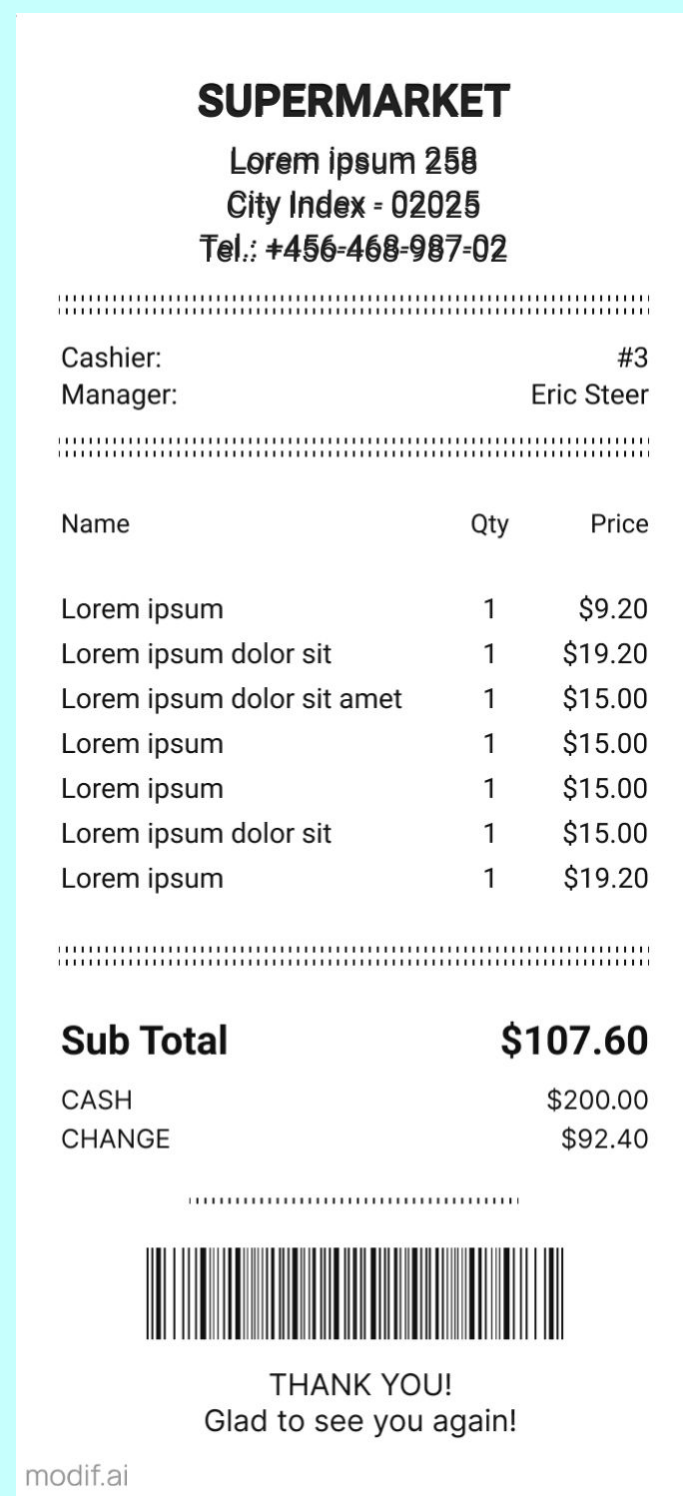 SUPERMARKET
Lorem ipsum 258
City Index - 02025
Tel.: +456-468-987-02
Cashier: #3
Manager: Eric Steer
Name Qty Price
Lorem ipsum 1 $9.20
Lorem ipsum dolor sit 1 $19.20
Lorem ipsum dolor sit amet 1 $15.00
Lorem ipsum 1 $15.00
Lorem ipsum 1 $15.00
Lorem ipsum dolor sit 1 $15.00
Lorem ipsum 1 $19.20
Sub Total $107.60
CASH $200.00
CHANGE $92.40
THANK YOU!
Glad to see you again!
modif.ai